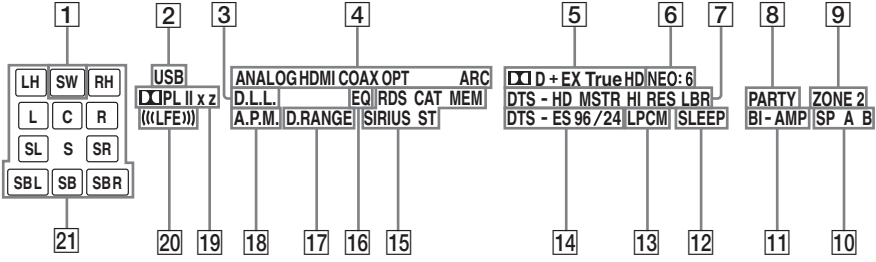 1 2 3 4 5 6 7 8 9
LH SW RH
L C R
SL S SR
SBL SB SBR
USB
PL II x z
(((LFE)))
D.L.L. EQ
A.P.M. D.RANGE
ANALOG HDMI COAX OPT ARC
RDS CAT MEM
SIRIUS ST
D + EX True HD NEO: 6
DTS - HD MSTR HI RES LBR
DTS - ES 96 / 24 LPCM SLEEP
PARTY ZONE 2
BI - AMP SP A B
21 20 19 18 17 16 15 14 13 12 11 10